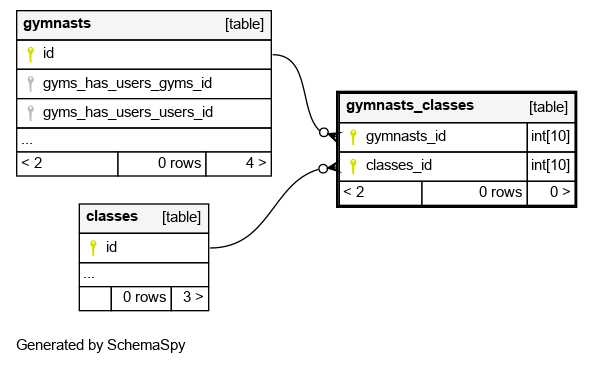 gymnasts [table]
id
gyms_has_users_gyms_id
gyms_has_users_users_id
...
< 2 0 rows 4 >
gymnasts_classes [table]
gymnasts_id int[10]
classes_id int[10]
< 2 0 rows 0 >
classes [table]
id
...
0 rows 3 >
Generated by SchemaSpy